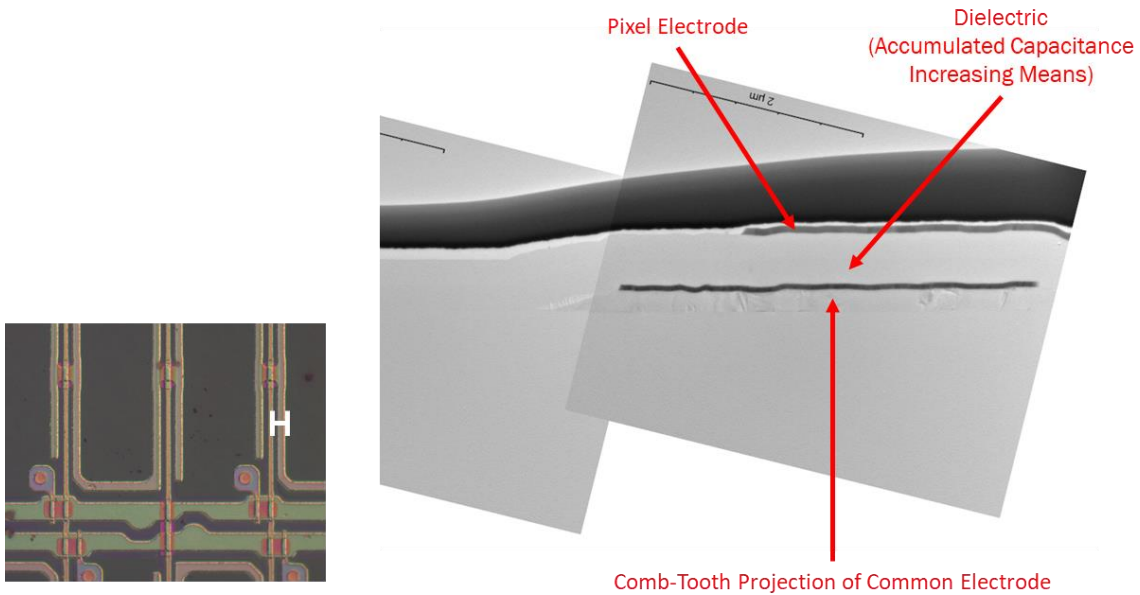 Pixel Electrode
Dielectric
(Accumulated Capacitance
Increasing Means)
2 µm
H
Comb-Tooth Projection of Common Electrode